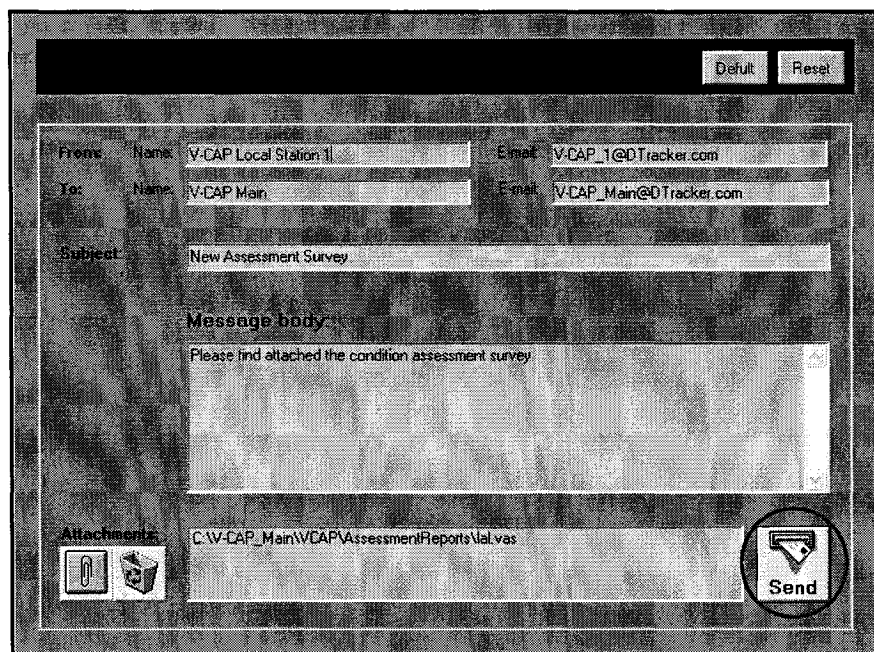 Defult Reset
From: Name: V-CAP Local Station 1 E-mail: V-CAP_1@DTracker.com
To: Name: V-CAP Main E-mail: V-CAP_Main@DTracker.com
Subject New Assessment Survey
Message body:
Please find attached the condition assessment survey
Attachments: C:\V-CAP_Main\VCAP\AssessmentReports\lal.vas
Send